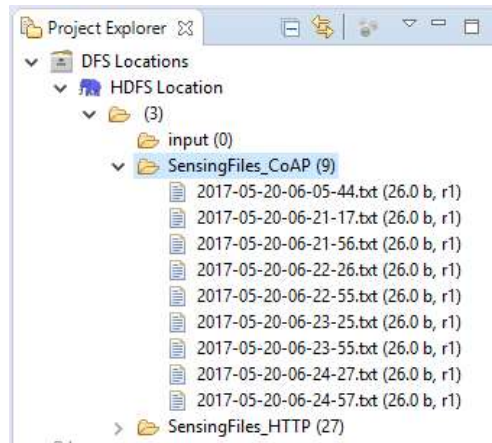 Project Explorer
DFS Locations
HDFS Location
(3)
input (0)
SensingFiles_CoAP (9)
2017-05-20-06-05-44.txt (26.0 b, r1)
2017-05-20-06-21-17.txt (26.0 b, r1)
2017-05-20-06-21-56.txt (26.0 b, r1)
2017-05-20-06-22-26.txt (26.0 b, r1)
2017-05-20-06-22-55.txt (26.0 b, r1)
2017-05-20-06-23-25.txt (26.0 b, r1)
2017-05-20-06-23-55.txt (26.0 b, r1)
2017-05-20-06-24-27.txt (26.0 b, r1)
2017-05-20-06-24-57.txt (26.0 b, r1)
SensingFiles_HTTP (27)